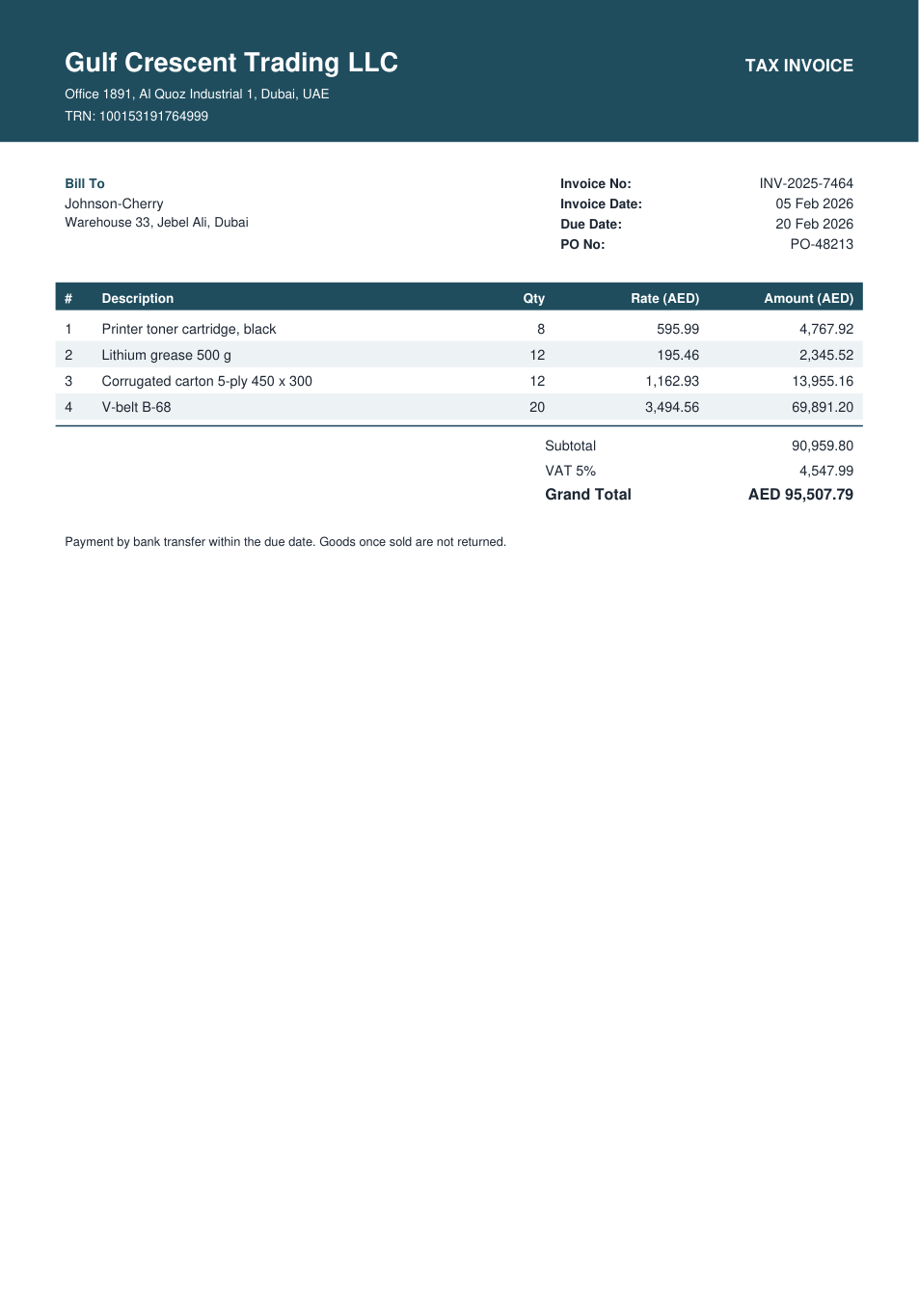 Gulf Crescent Trading LLC
TAX INVOICE
Office 1891, Al Quoz Industrial 1, Dubai, UAE
TRN: 100153191764999
Bill To
Johnson-Cherry
Warehouse 33, Jebel Ali, Dubai
Invoice No: INV-2025-7464
Invoice Date: 05 Feb 2026
Due Date: 20 Feb 2026
PO No: PO-48213
# Description Qty Rate (AED) Amount (AED)
1 Printer toner cartridge, black 8 595.99 4,767.92
2 Lithium grease 500 g 12 195.46 2,345.52
3 Corrugated carton 5-ply 450 x 300 12 1,162.93 13,955.16
4 V-belt B-68 20 3,494.56 69,891.20
Subtotal 90,959.80
VAT 5% 4,547.99
Grand Total AED 95,507.79
Payment by bank transfer within the due date. Goods once sold are not returned.